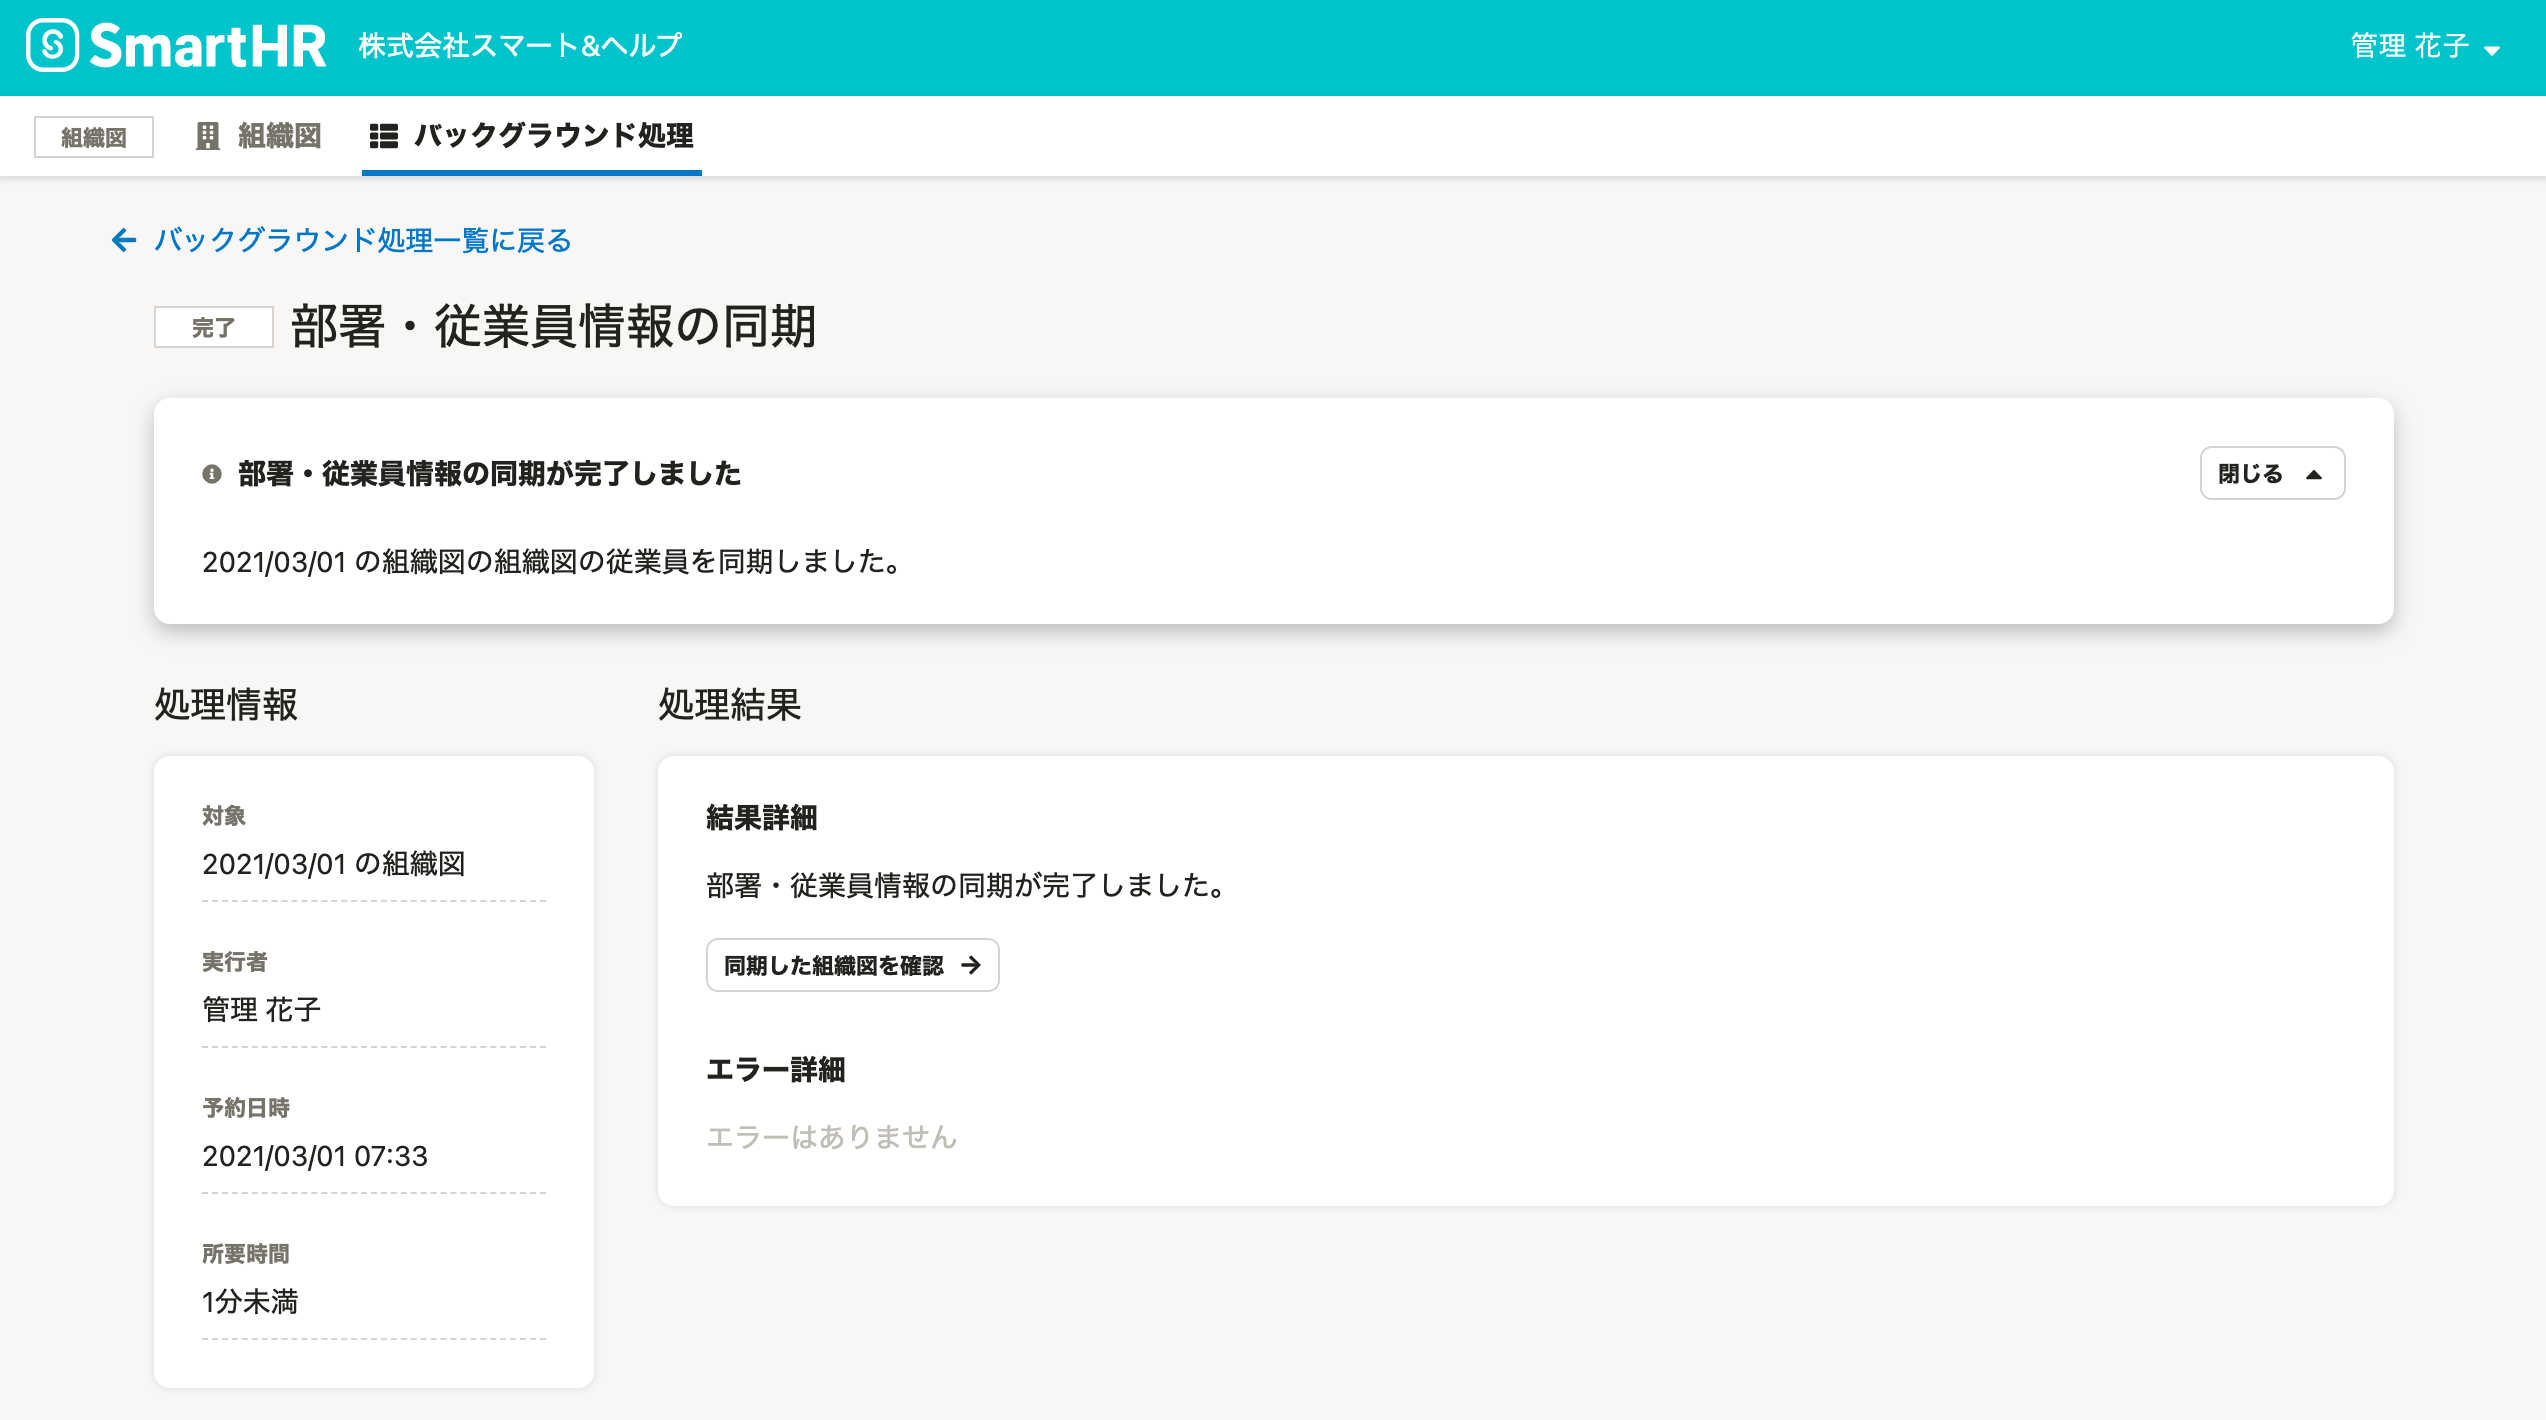 SmartHR 株式会社スマート&ヘルプ 管理 花子
組織図 組織図 バックグラウンド処理
バックグラウンド処理一覧に戻る
完了 部署・従業員情報の同期
部署・従業員情報の同期が完了しました 閉じる
2021/03/01 の組織図の組織図の従業員を同期しました。
処理情報
対象
2021/03/01 の組織図
実行者
管理 花子
予約日時
2021/03/01 07:33
所要時間
1分未満
処理結果
結果詳細
部署・従業員情報の同期が完了しました。
同期した組織図を確認
エラー詳細
エラーはありません